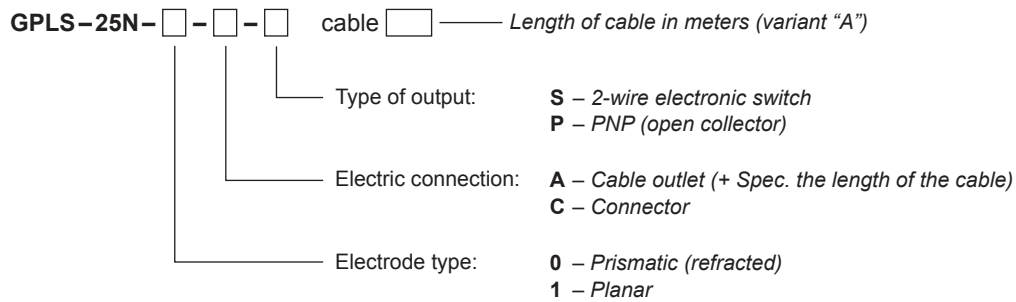 GPLS – 25N – – – cable Length of cable in meters (variant “A”)
Type of output: S – 2-wire electronic switch
P – PNP (open collector)
Electric connection: A – Cable outlet (+ Spec. the length of the cable)
C – Connector
Electrode type: 0 – Prismatic (refracted)
1 – Planar